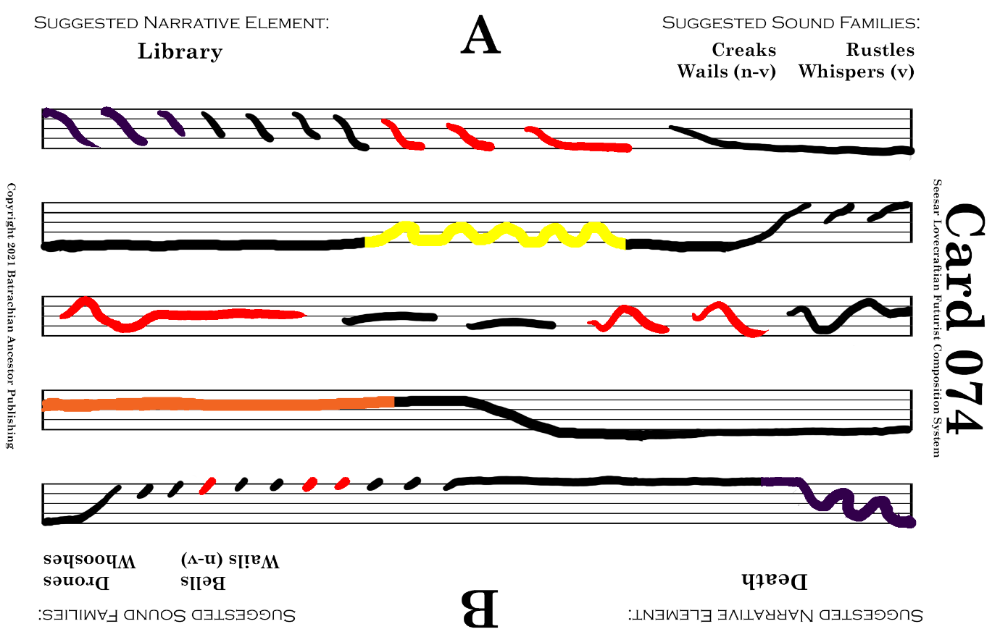 SUGGESTED NARRATIVE ELEMENT:
Library
A
SUGGESTED SOUND FAMILIES:
Creaks Rustles
Wails (n-v) Whispers (v)
Copyright 2021 Batrachian Ancestor Publishing
Card 074
Seesar Lovecraftian Futurist Composition System
B
SUGGESTED NARRATIVE ELEMENT:
Death
SUGGESTED SOUND FAMILIES:
Bells Drones
Wails (n-v) Whooshes